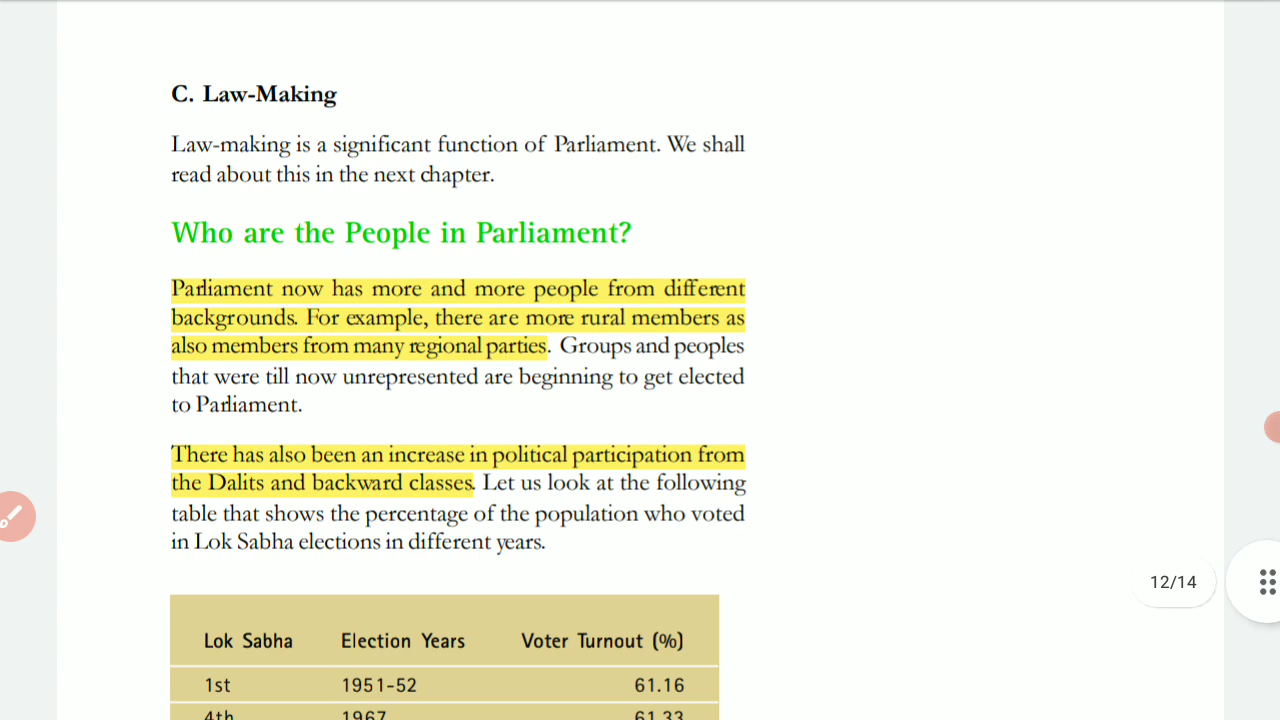 C. Law-Making
Law-making is a significant function of Parliament. We shall
read about this in the next chapter.
Who are the People in Parliament?
Parliament now has more and more people from different
backgrounds. For example, there are more rural members as
also members from many regional parties. Groups and peoples
that were till now unrepresented are beginning to get elected
to Parliament.
There has also been an increase in political participation from
the Dalits and backward classes. Let us look at the following
table that shows the percentage of the population who voted
in Lok Sabha elections in different years.
12/14
Lok Sabha Election Years Voter Turnout (%)
1st 1951-52 61.16
4th 1967 61.33